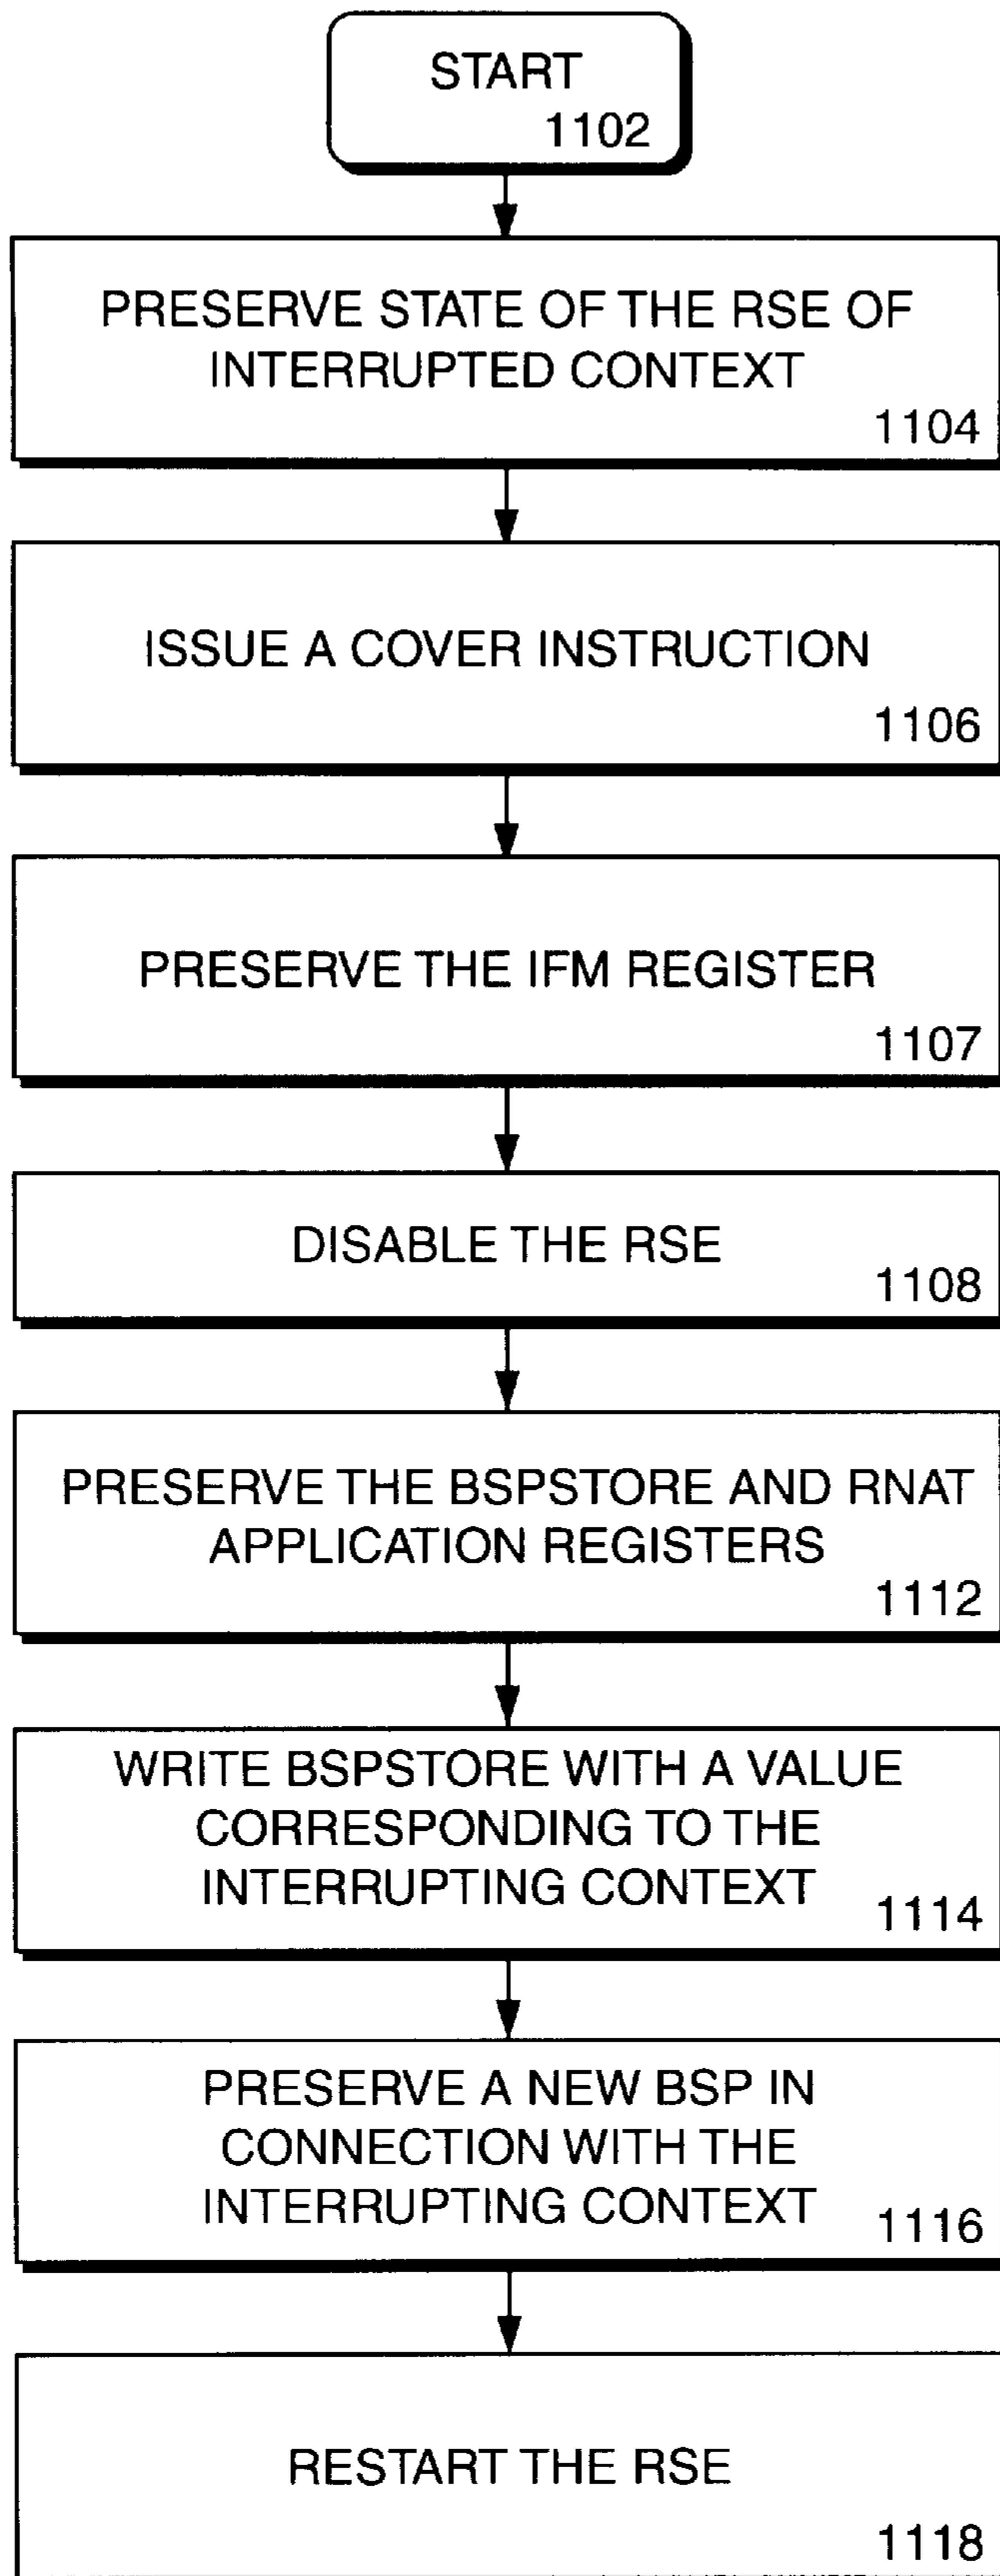 START
1102
PRESERVE STATE OF THE RSE OF
INTERRUPTED CONTEXT
1104
ISSUE A COVER INSTRUCTION
1106
PRESERVE THE IFM REGISTER
1107
DISABLE THE RSE
1108
PRESERVE THE BSPSTORE AND RNAT
APPLICATION REGISTERS
1112
WRITE BSPSTORE WITH A VALUE
CORRESPONDING TO THE
INTERRUPTING CONTEXT
1114
PRESERVE A NEW BSP IN
CONNECTION WITH THE
INTERRUPTING CONTEXT
1116
RESTART THE RSE
1118